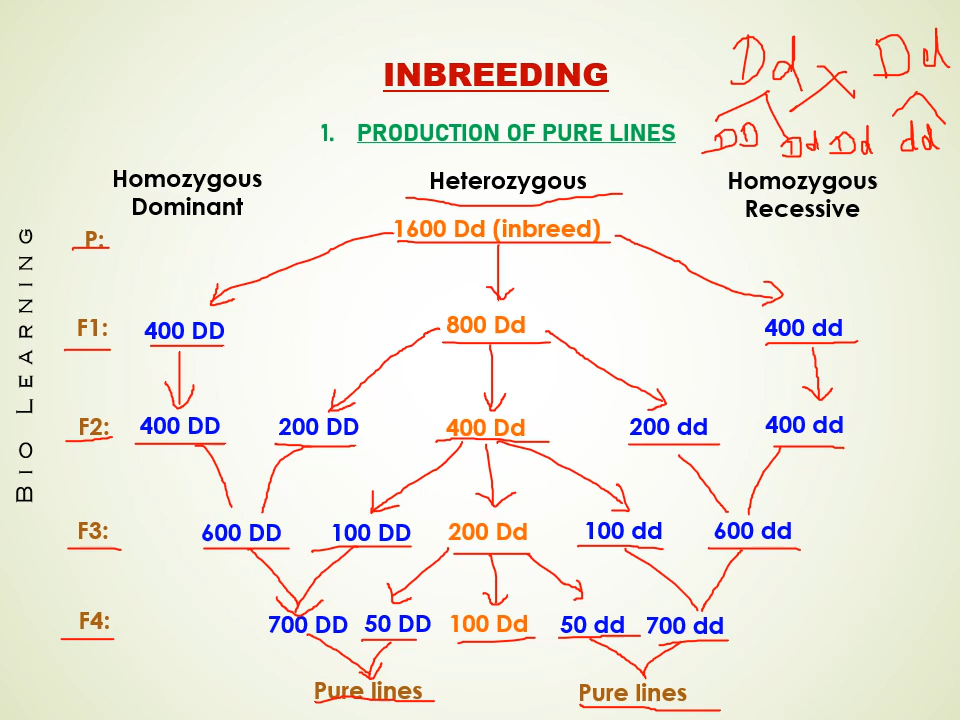 INBREEDING
Dd x Dd
DD Dd Dd dd
1. PRODUCTION OF PURE LINES
Homozygous
Dominant
Heterozygous
Homozygous
Recessive
BIO LEARNING
P: 1600 Dd (inbreed)
F1: 400 DD 800 Dd 400 dd
F2: 400 DD 200 DD 400 Dd 200 dd 400 dd
F3: 600 DD 100 DD 200 Dd 100 dd 600 dd
F4: 700 DD 50 DD 100 Dd 50 dd 700 dd
Pure lines Pure lines